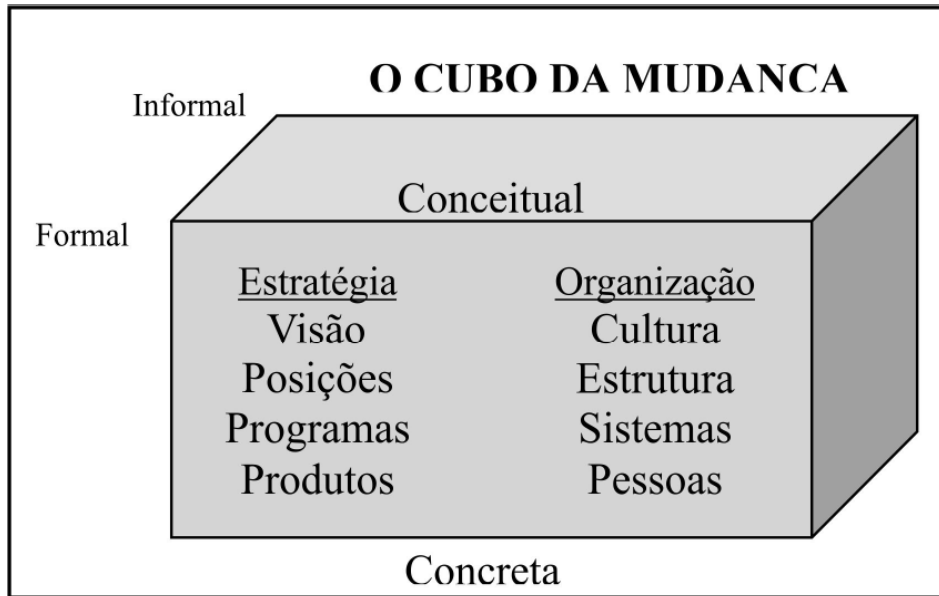 O CUBO DA MUDANCA
Informal
Conceitual
Formal
Estratégia Organização
Visão Cultura
Posições Estrutura
Programas Sistemas
Produtos Pessoas
Concreta